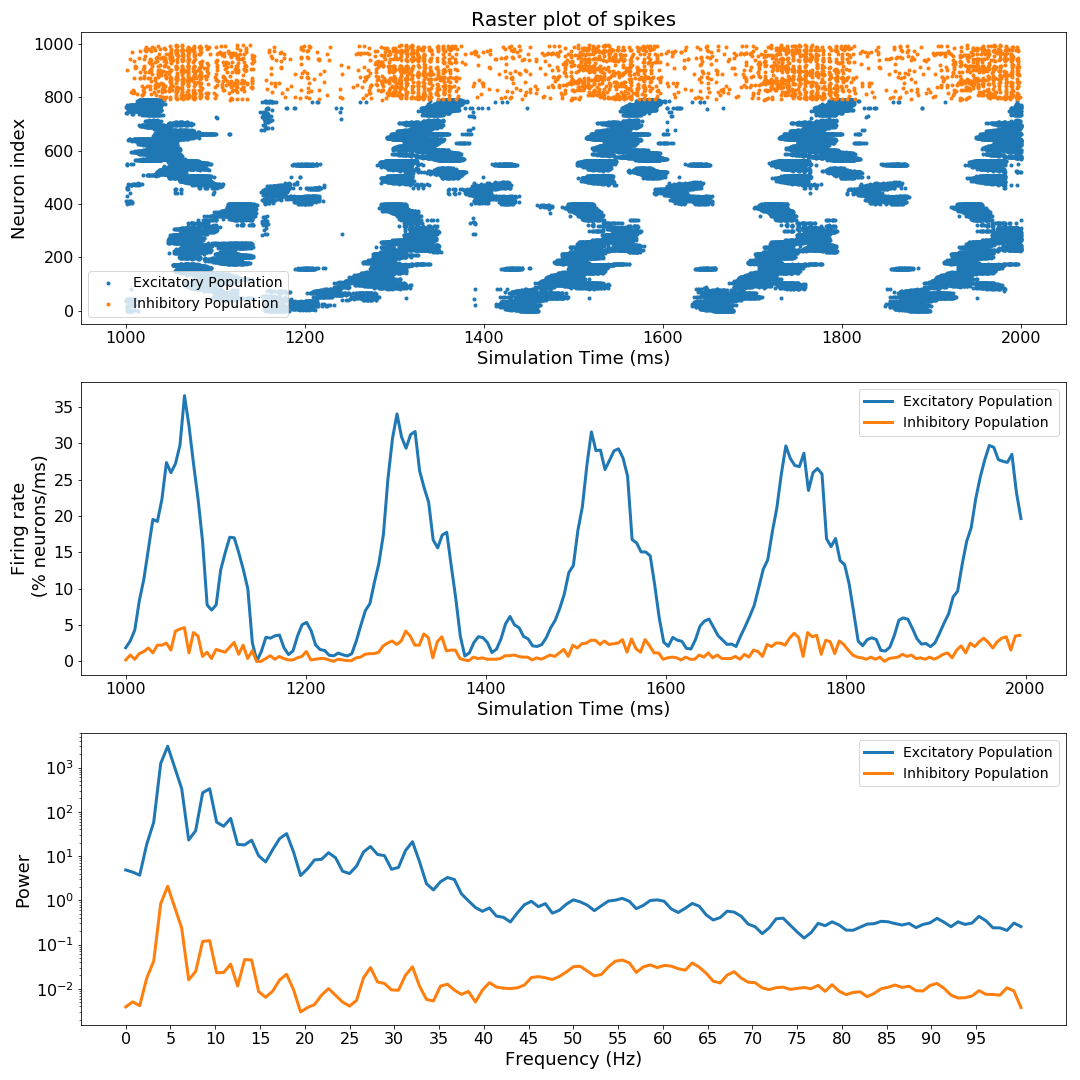 Raster plot of spikes
1000
800
600
400
200
0
Neuron index
Excitatory Population
Inhibitory Population
1000 1200 1400 1600 1800 2000
Simulation Time (ms)
35
30
25
20
15
10
5
0
Firing rate
(% neurons/ms)
Excitatory Population
Inhibitory Population
1000 1200 1400 1600 1800 2000
Simulation Time (ms)
10³
10²
10¹
10⁰
10⁻¹
10⁻²
Power
Excitatory Population
Inhibitory Population
0 5 10 15 20 25 30 35 40 45 50 55 60 65 70 75 80 85 90 95
Frequency (Hz)